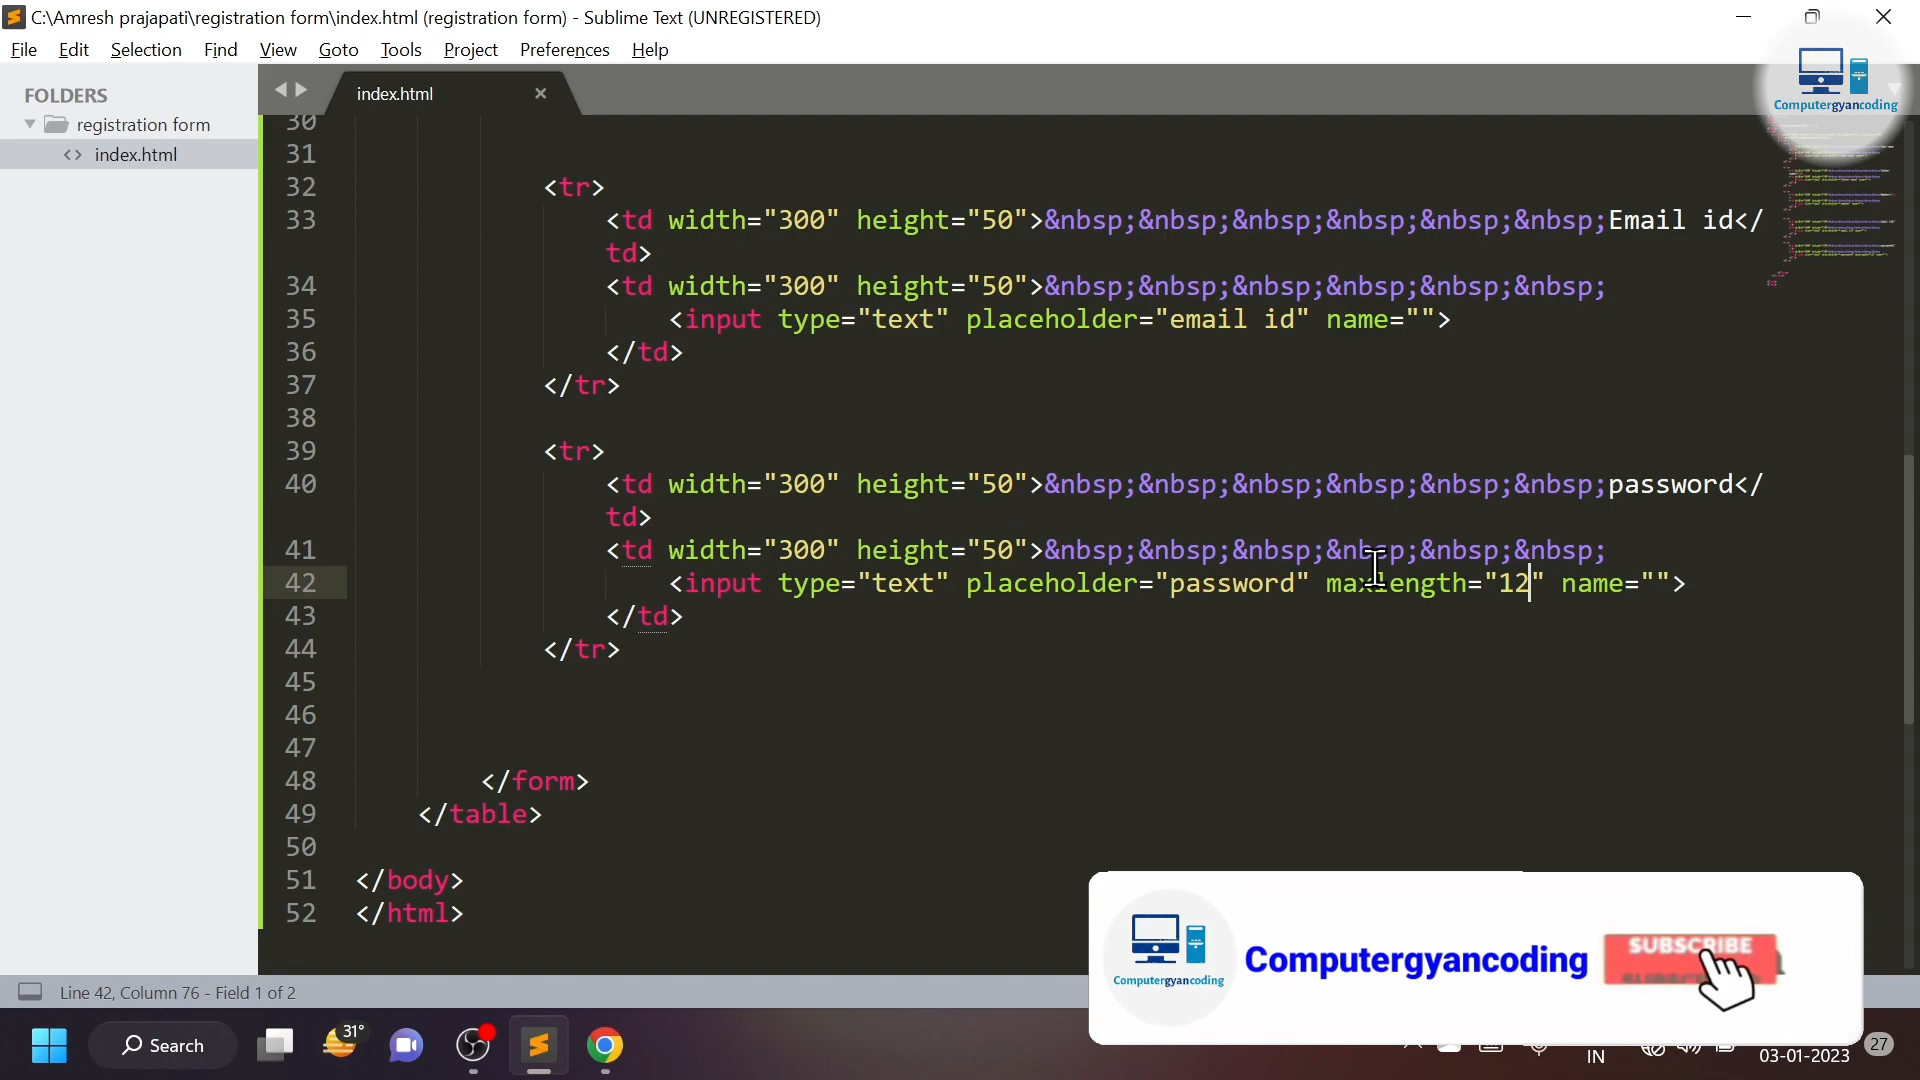 C:\Amresh prajapati\registration form\index.html (registration form) - Sublime Text (UNREGISTERED)
File Edit Selection Find View Goto Tools Project Preferences Help
Computergyancoding
FOLDERS
registration form
index.html
index.html
30
31
32 <tr>
33 <td width="300" height="50">&nbsp;&nbsp;&nbsp;&nbsp;&nbsp;&nbsp;Email id</
td>
34 <td width="300" height="50">&nbsp;&nbsp;&nbsp;&nbsp;&nbsp;&nbsp;
35 <input type="text" placeholder="email id" name="">
36 </td>
37 </tr>
38
39 <tr>
40 <td width="300" height="50">&nbsp;&nbsp;&nbsp;&nbsp;&nbsp;&nbsp;password</
td>
41 <td width="300" height="50">&nbsp;&nbsp;&nbsp;&nbsp;&nbsp;&nbsp;
42 <input type="text" placeholder="password" maxlength="12" name="">
43 </td>
44 </tr>
45
46
47
48 </form>
49 </table>
50
51 </body>
52 </html>
Computergyancoding
Computergyancoding
SUBSCRIBE
Line 42, Column 76 - Field 1 of 2
Search
31°
IN
03-01-2023
27